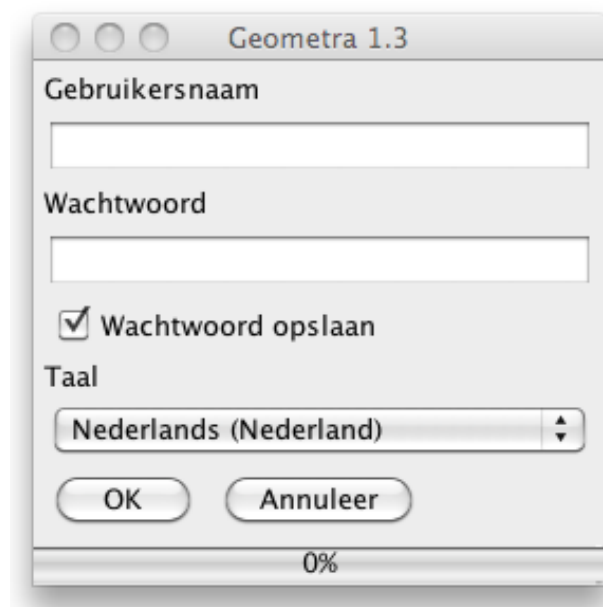 Geometra 1.3
Gebruikersnaam
Wachtwoord
Wachtwoord opslaan
Taal
Nederlands (Nederland)
OK Annuleer
0%